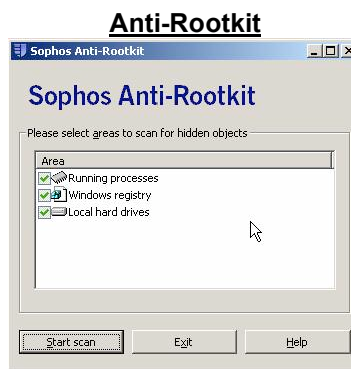 Anti-Rootkit
Sophos Anti-Rootkit
Sophos Anti-Rootkit
Please select areas to scan for hidden objects
Area
Running processes
Windows registry
Local hard drives
Start scan
Exit
Help